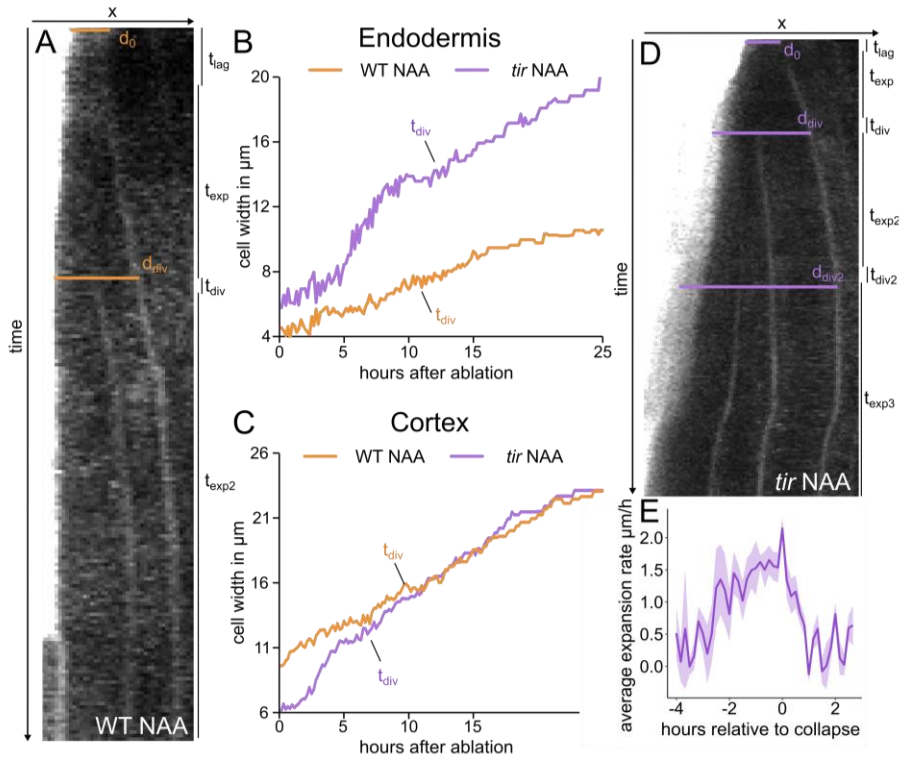 A
x
d0
tlag
texp
ddiv
tdiv
texp2
time
WT NAA
B
Endodermis
WT NAA tir NAA
20
16
12
8
4
cell width in µm
tdiv
tdiv
0 5 10 15 25
hours after ablation
C
Cortex
WT NAA tir NAA
26
21
16
11
6
cell width in µm
tdiv
tdiv
0 5 10 15
hours after ablation
D
x
d0
tlag
texp
ddiv
tdiv
texp2
ddiv2
tdiv2
texp3
time
tir NAA
E
average expansion rate µm/h
2.0
1.5
1.0
0.5
0.0
-4 -2 0 2
hours relative to collapse